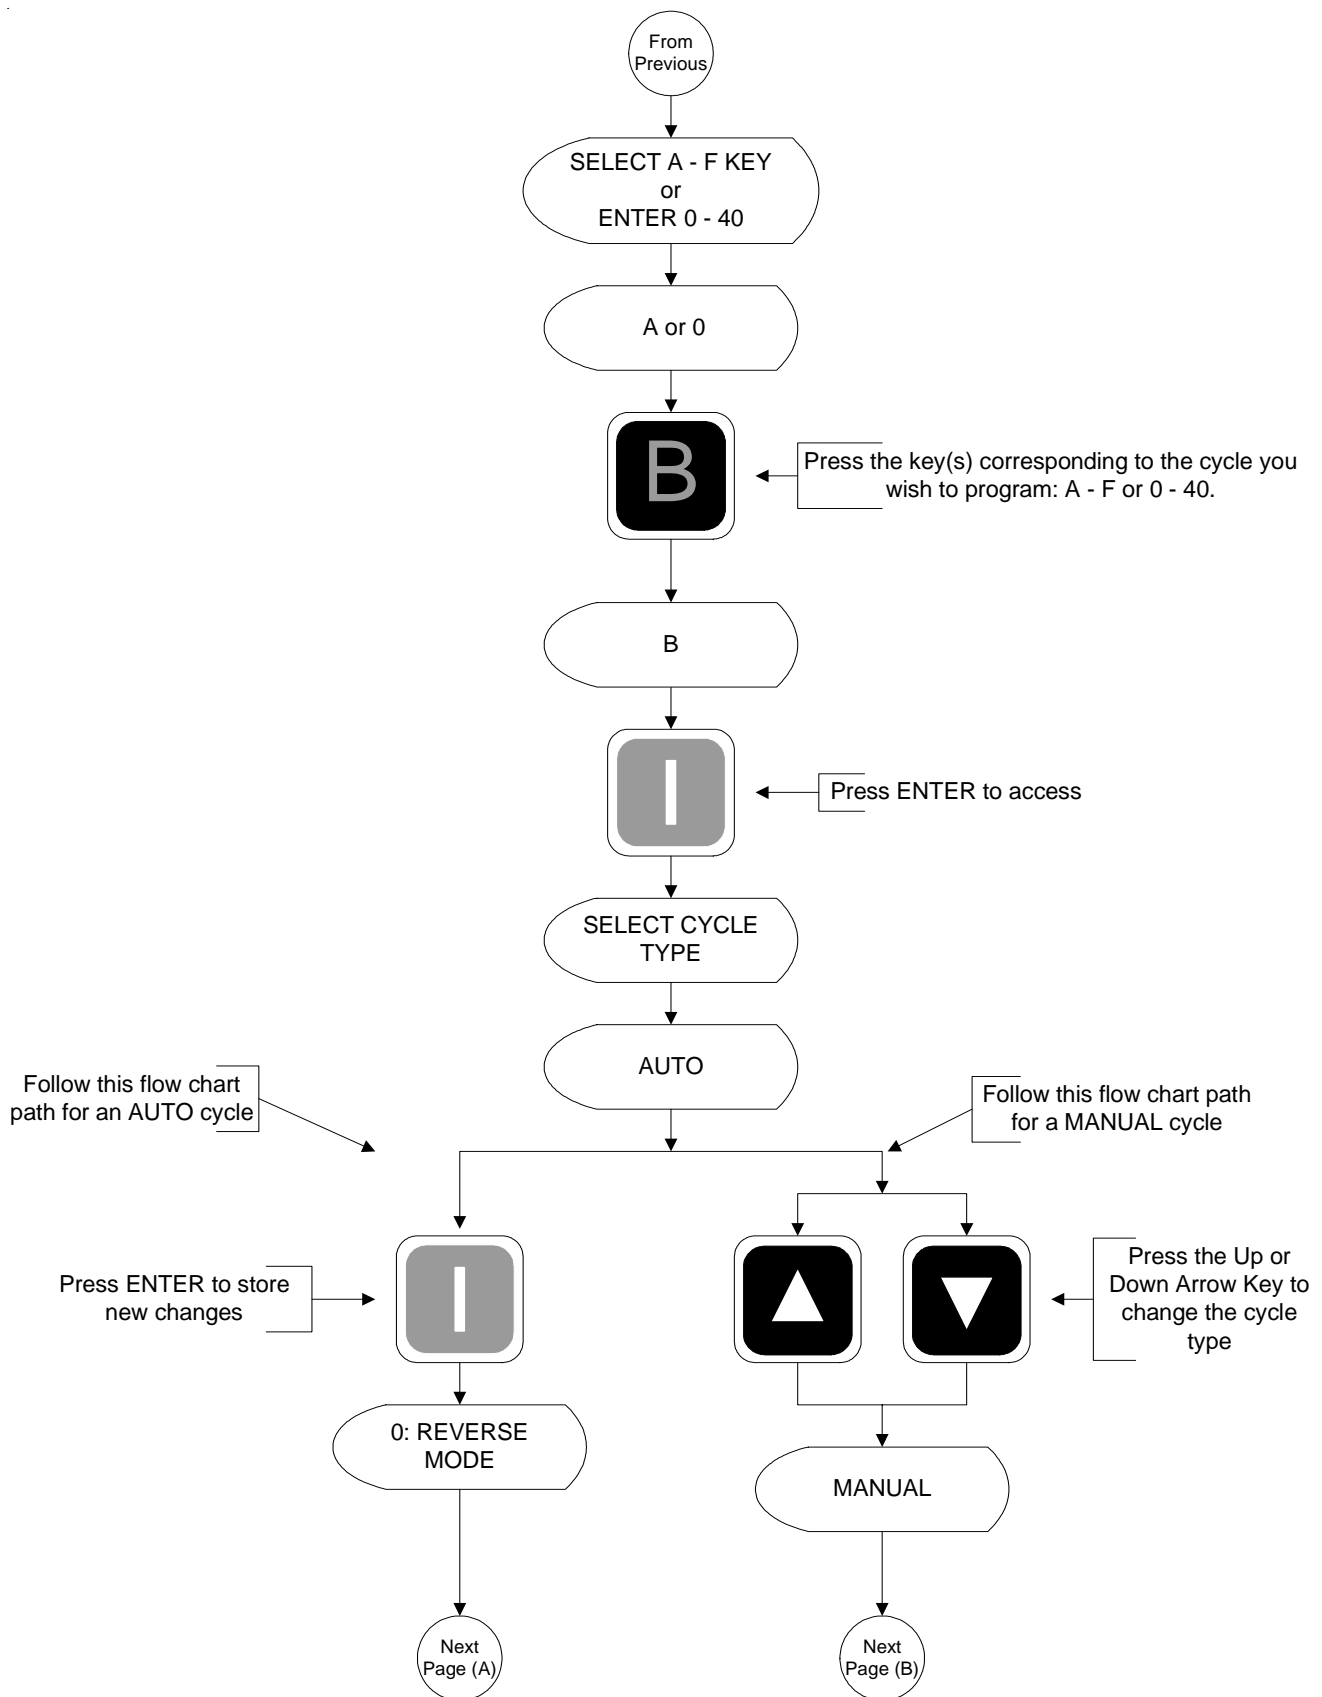 From
Previous
SELECT A - F KEY
or
ENTER 0 - 40
A or 0
B
Press the key(s) corresponding to the cycle you
wish to program: A - F or 0 - 40.
B
Press ENTER to access
SELECT CYCLE
TYPE
AUTO
Follow this flow chart
path for an AUTO cycle
Follow this flow chart path
for a MANUAL cycle
Press ENTER to store
new changes
Press the Up or
Down Arrow Key to
change the cycle
type
0: REVERSE
MODE
MANUAL
Next
Page (A)
Next
Page (B)